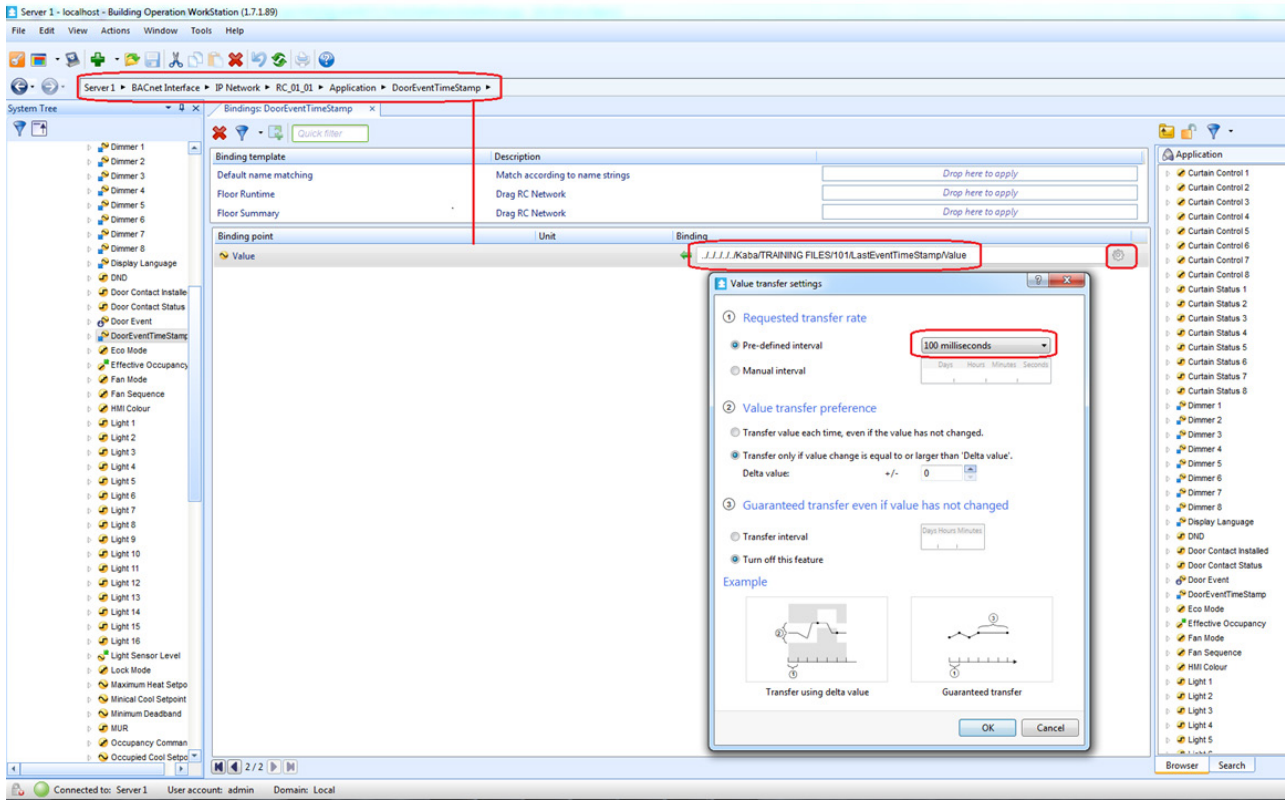 Server 1 - localhost - Building Operation WorkStation (1.7.1.89)
File Edit View Actions Window Tools Help
Server 1 ▸ BACnet Interface ▸ IP Network ▸ RC_01_01 ▸ Application ▸ DoorEventTimeStamp ▸
System Tree
Dimmer 1
Dimmer 2
Dimmer 3
Dimmer 4
Dimmer 5
Dimmer 6
Dimmer 7
Dimmer 8
Display Language
DND
Door Contact Installe
Door Contact Status
Door Event
DoorEventTimeStamp
Eco Mode
Effective Occupancy
Fan Mode
Fan Sequence
HMI Colour
Light 1
Light 2
Light 3
Light 4
Light 5
Light 6
Light 7
Light 8
Light 9
Light 10
Light 11
Light 12
Light 13
Light 14
Light 15
Light 16
Light Sensor Level
Lock Mode
Maximum Heat Setpo
Minical Cool Setpoint
Minimum Deadband
MUR
Occupancy Comman
Occupied Cool Setpo
Bindings: DoorEventTimeStamp
Quick filter
Binding template Description
Default name matching Match according to name strings Drop here to apply
Floor Runtime Drag RC Network Drop here to apply
Floor Summary Drag RC Network Drop here to apply
Binding point Unit Binding
Value ../../../../../Kaba/TRAINING FILES/101/LastEventTimeStamp/Value
Value transfer settings
1 Requested transfer rate
Pre-defined interval 100 milliseconds
Manual interval Days Hours Minutes Seconds
2 Value transfer preference
Transfer value each time, even if the value has not changed.
Transfer only if value change is equal to or larger than 'Delta value'.
Delta value: +/- 0
3 Guaranteed transfer even if value has not changed
Transfer interval Days Hours Minutes
Turn off this feature
Example
2
1
3
1
Transfer using delta value Guaranteed transfer
OK Cancel
2 / 2
Application
Curtain Control 1
Curtain Control 2
Curtain Control 3
Curtain Control 4
Curtain Control 5
Curtain Control 6
Curtain Control 7
Curtain Control 8
Curtain Status 1
Curtain Status 2
Curtain Status 3
Curtain Status 4
Curtain Status 5
Curtain Status 6
Curtain Status 7
Curtain Status 8
Dimmer 1
Dimmer 2
Dimmer 3
Dimmer 4
Dimmer 5
Dimmer 6
Dimmer 7
Dimmer 8
Display Language
DND
Door Contact Installed
Door Contact Status
Door Event
DoorEventTimeStamp
Eco Mode
Effective Occupancy
Fan Mode
Fan Sequence
HMI Colour
Light 1
Light 2
Light 3
Light 4
Light 5
Browser Search
Connected to: Server 1 User account: admin Domain: Local